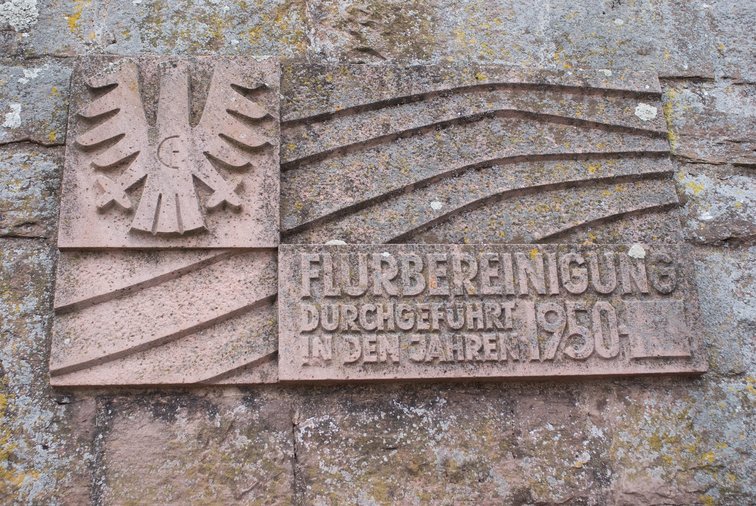 E
FLURBEREINIGUNG
DURCHGEFÜHRT
IN DEN JAHREN 1950-